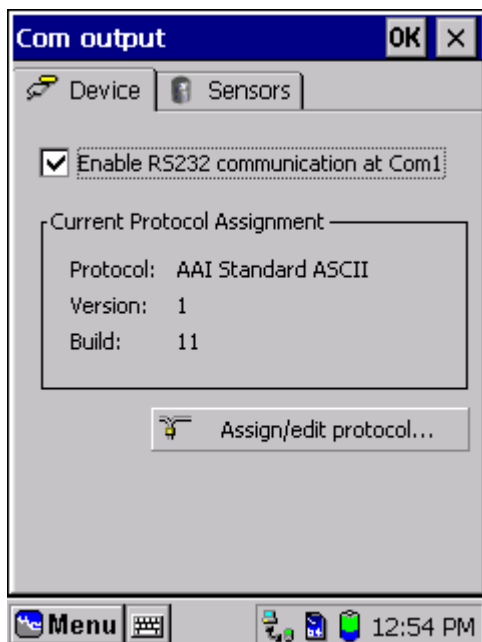 Com output OK ×
Device Sensors
Enable RS232 communication at Com1
Current Protocol Assignment
Protocol: AAI Standard ASCII
Version: 1
Build: 11
Assign/edit protocol...
Menu 12:54 PM